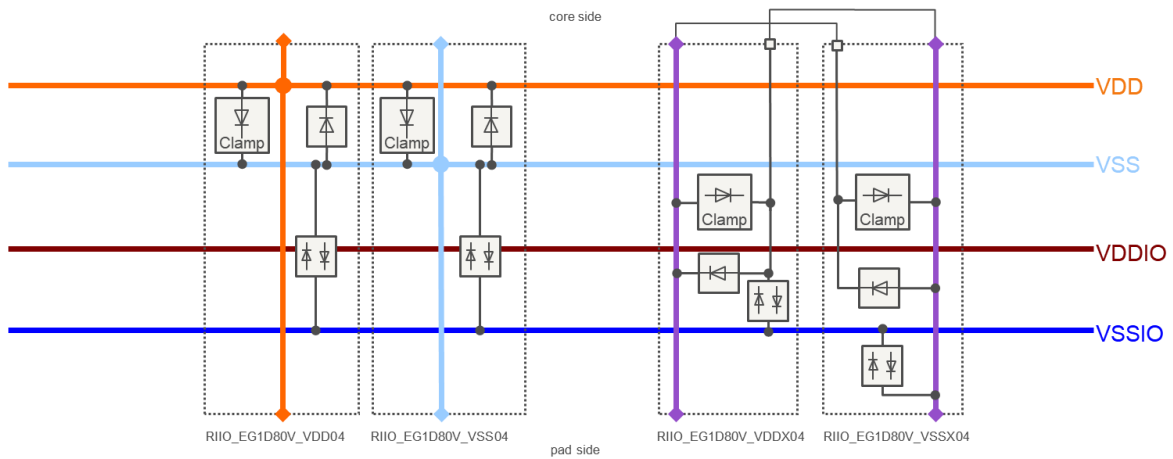 core side
VDD
Clamp
Clamp
VSS
Clamp
Clamp
VDDIO
VSSIO
RIIO_EG1D80V_VDD04
RIIO_EG1D80V_VSS04
RIIO_EG1D80V_VDDX04
RIIO_EG1D80V_VSSX04
pad side